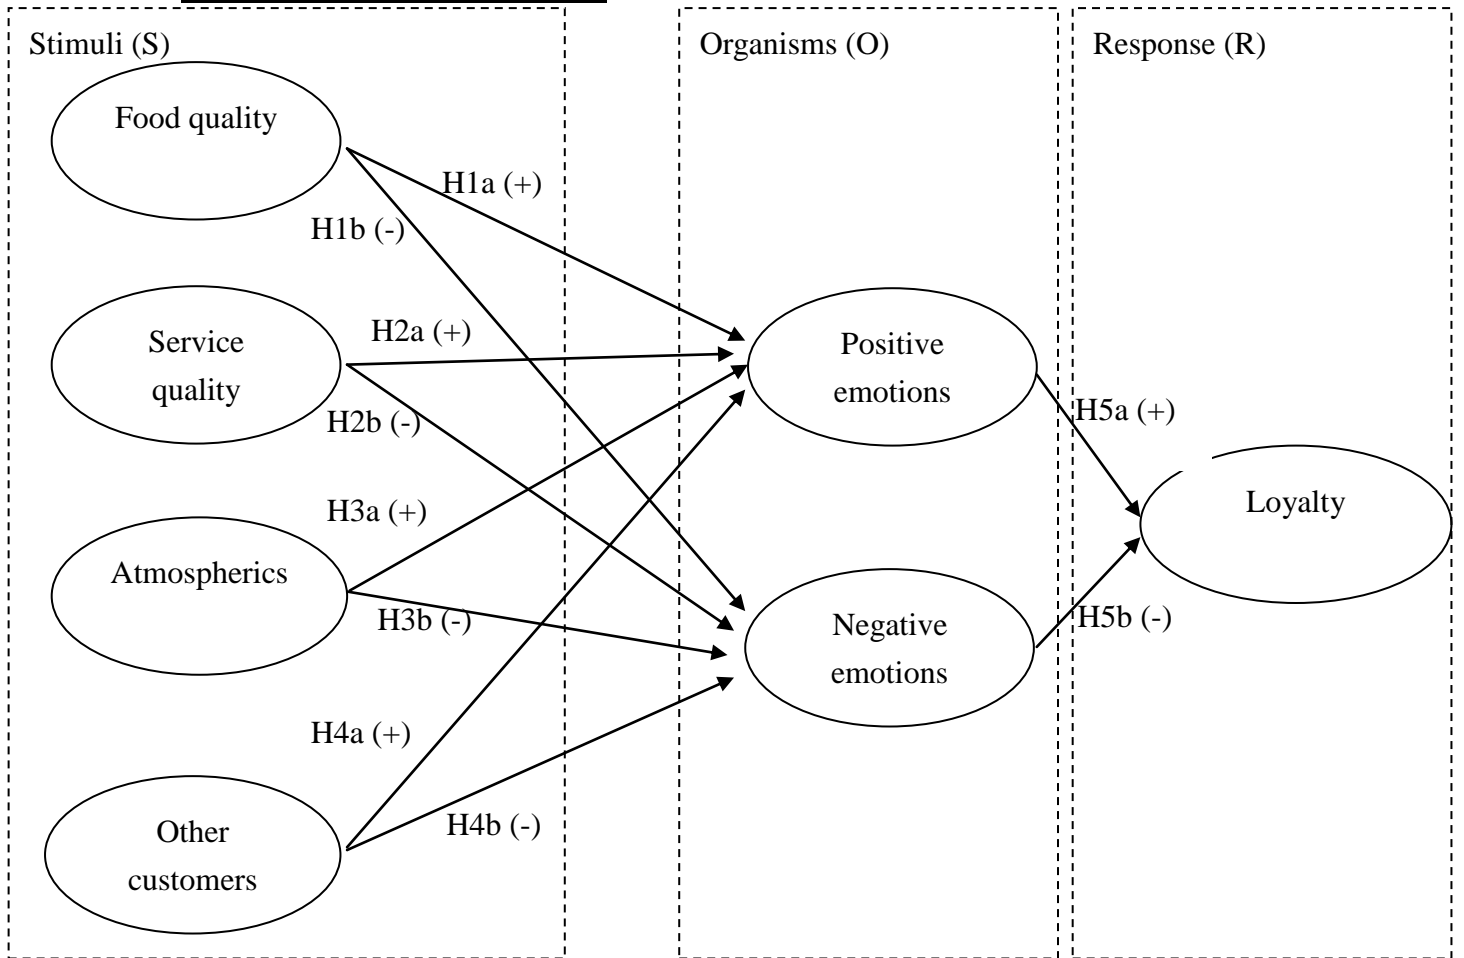 Stimuli (S)
Organisms (O)
Response (R)
Food quality
H1a (+)
H1b (-)
Service
quality
H2a (+)
H2b (-)
Positive
emotions
H5a (+)
Loyalty
Atmospherics
H3a (+)
H3b (-)
Negative
emotions
H5b (-)
H4a (+)
Other
customers
H4b (-)